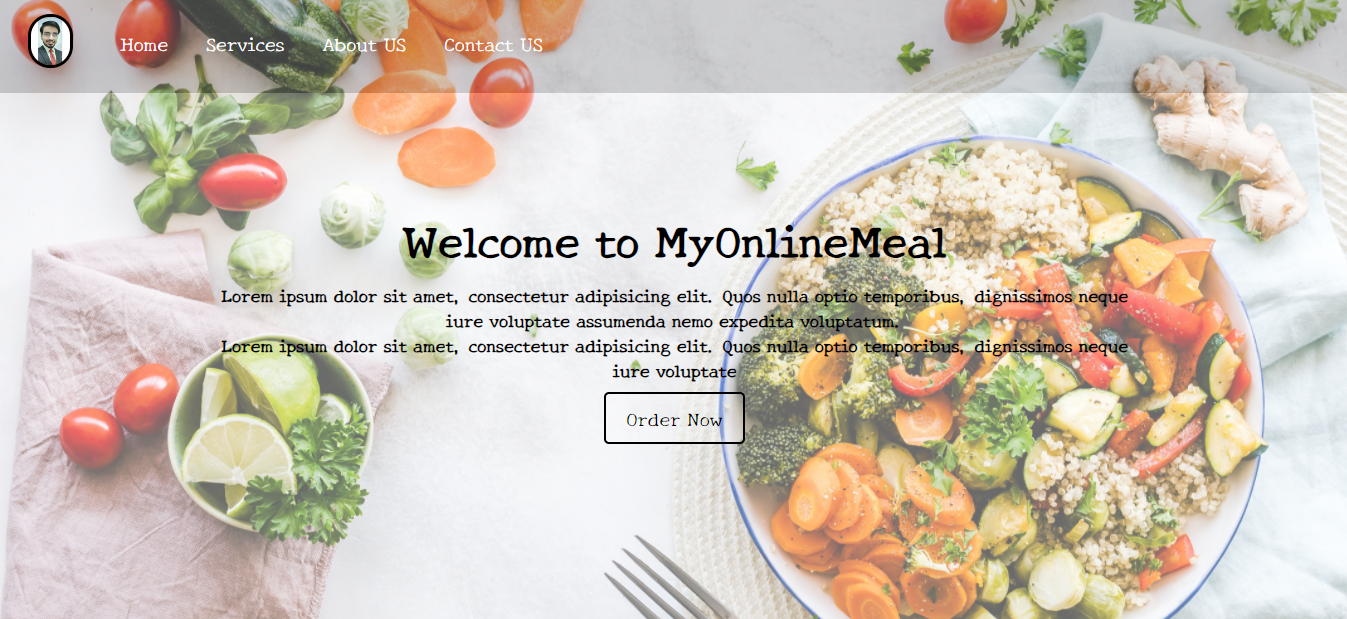 Home Services About US Contact US
Welcome to MyOnlineMeal
Lorem ipsum dolor sit amet, consectetur adipisicing elit. Quos nulla optio temporibus, dignissimos neque
iure voluptate assumenda nemo expedita voluptatum.
Lorem ipsum dolor sit amet, consectetur adipisicing elit. Quos nulla optio temporibus, dignissimos neque
iure voluptate
Order Now